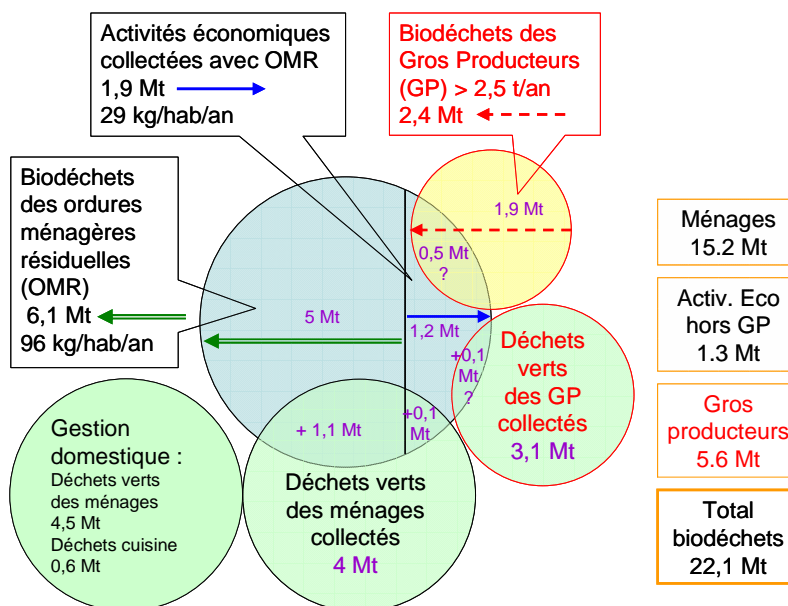 Activités économiques
collectées avec OMR
1,9 Mt
29 kg/hab/an
Biodéchets des
Gros Producteurs
(GP) > 2,5 t/an
2,4 Mt
Biodéchets
des ordures
ménagères
résiduelles
(OMR)
6,1 Mt
96 kg/hab/an
1,9 Mt
0,5 Mt
?
5 Mt
1,2 Mt
+0,1
Mt
?
+0,1
Mt
+ 1,1 Mt
Déchets
verts
des GP
collectés
3,1 Mt
Gestion
domestique :
Déchets verts
des ménages
4,5 Mt
Déchets cuisine
0,6 Mt
Déchets verts
des ménages
collectés
4 Mt
Ménages
15.2 Mt
Activ. Eco
hors GP
1.3 Mt
Gros
producteurs
5.6 Mt
Total
biodéchets
22,1 Mt